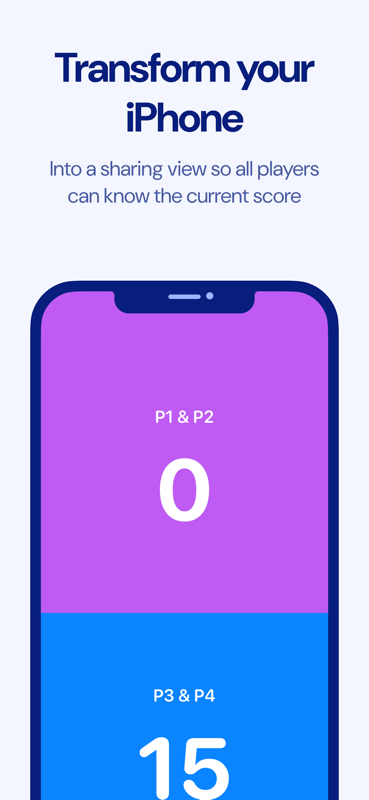 Transform your
iPhone
Into a sharing view so all players
can know the current score
P1 & P2
0
P3 & P4
15